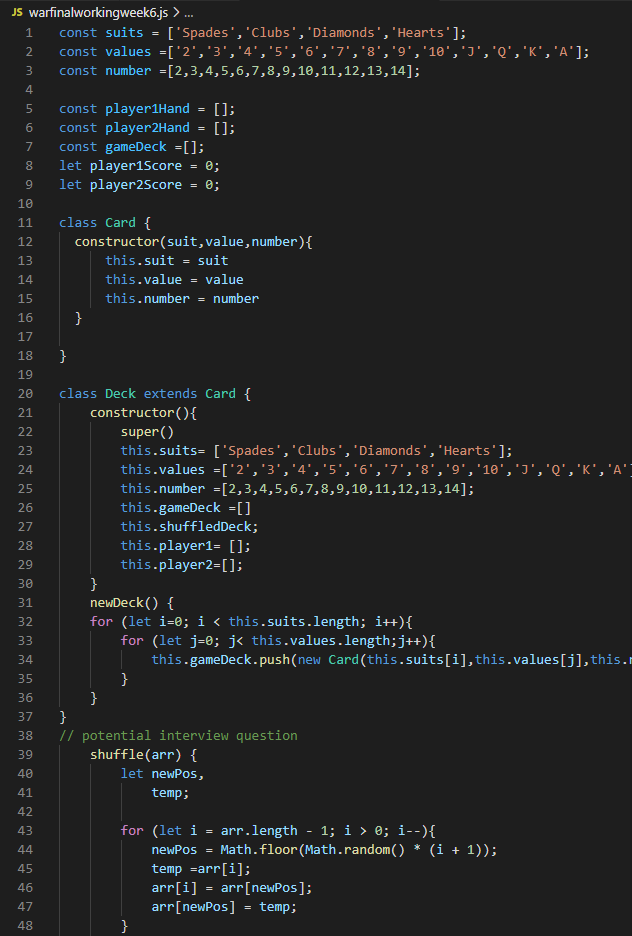 JS warfinalworkingweek6.js > ...
1 const suits = ['Spades','Clubs','Diamonds','Hearts'];
2 const values =['2','3','4','5','6','7','8','9','10','J','Q','K','A'];
3 const number =[2,3,4,5,6,7,8,9,10,11,12,13,14];
4
5 const player1Hand = [];
6 const player2Hand = [];
7 const gameDeck =[];
8 let player1Score = 0;
9 let player2Score = 0;
10
11 class Card {
12 constructor(suit,value,number){
13 this.suit = suit
14 this.value = value
15 this.number = number
16 }
17
18 }
19
20 class Deck extends Card {
21 constructor(){
22 super()
23 this.suits= ['Spades','Clubs','Diamonds','Hearts'];
24 this.values =['2','3','4','5','6','7','8','9','10','J','Q','K','A']
25 this.number =[2,3,4,5,6,7,8,9,10,11,12,13,14];
26 this.gameDeck =[]
27 this.shuffledDeck;
28 this.player1= [];
29 this.player2=[];
30 }
31 newDeck() {
32 for (let i=0; i < this.suits.length; i++){
33 for (let j=0; j< this.values.length;j++){
34 this.gameDeck.push(new Card(this.suits[i],this.values[j],this.
35 }
36 }
37 }
38 // potential interview question
39 shuffle(arr) {
40 let newPos,
41 temp;
42
43 for (let i = arr.length - 1; i > 0; i--){
44 newPos = Math.floor(Math.random() * (i + 1));
45 temp =arr[i];
46 arr[i] = arr[newPos];
47 arr[newPos] = temp;
48 }